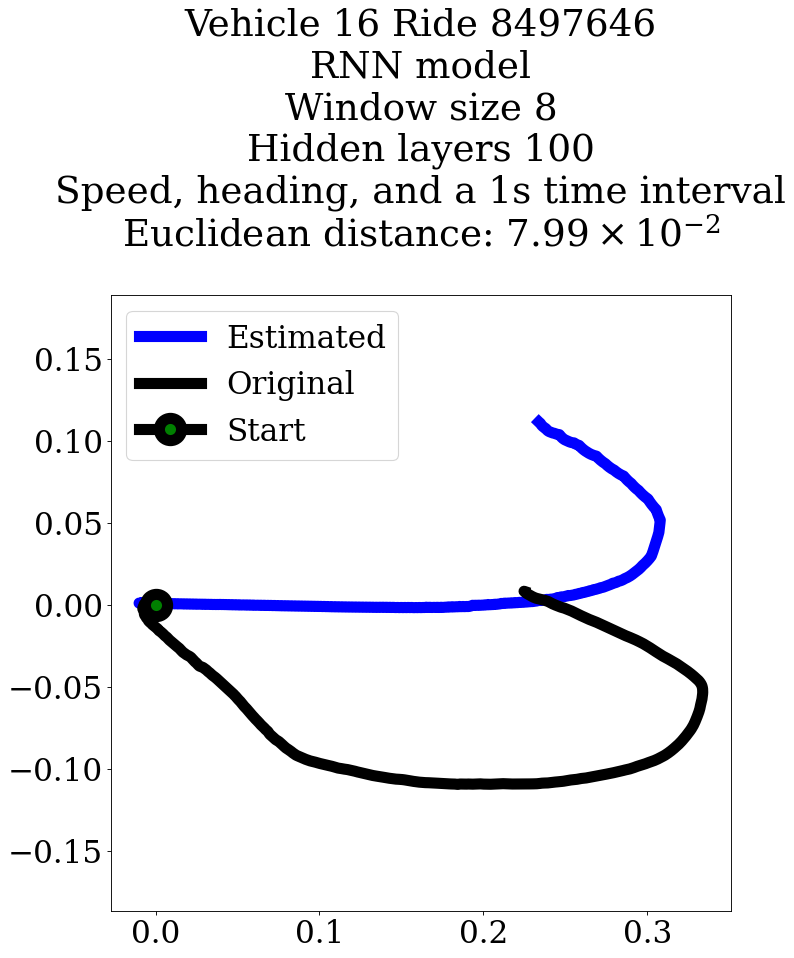 Vehicle 16 Ride 8497646
RNN model
Window size 8
Hidden layers 100
Speed, heading, and a 1s time interval
Euclidean distance: 7.99 × 10⁻²
Estimated
Original
Start
0.15
0.10
0.05
0.00
−0.05
−0.10
−0.15
0.0 0.1 0.2 0.3